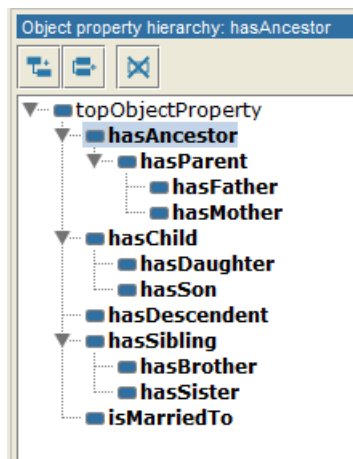 Object property hierarchy: hasAncestor
topObjectProperty
hasAncestor
hasParent
hasFather
hasMother
hasChild
hasDaughter
hasSon
hasDescendent
hasSibling
hasBrother
hasSister
isMarriedTo